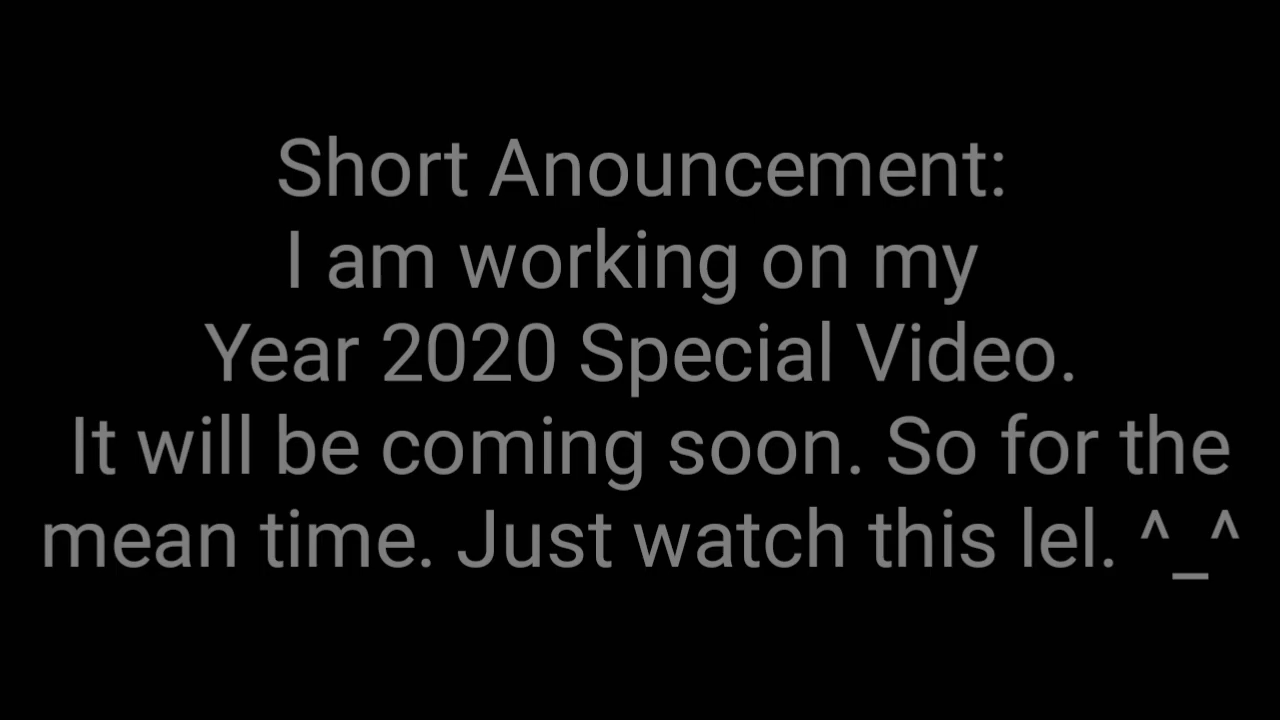 Short Anouncement:
I am working on my
Year 2020 Special Video.
It will be coming soon. So for the
mean time. Just watch this lel. ^_^